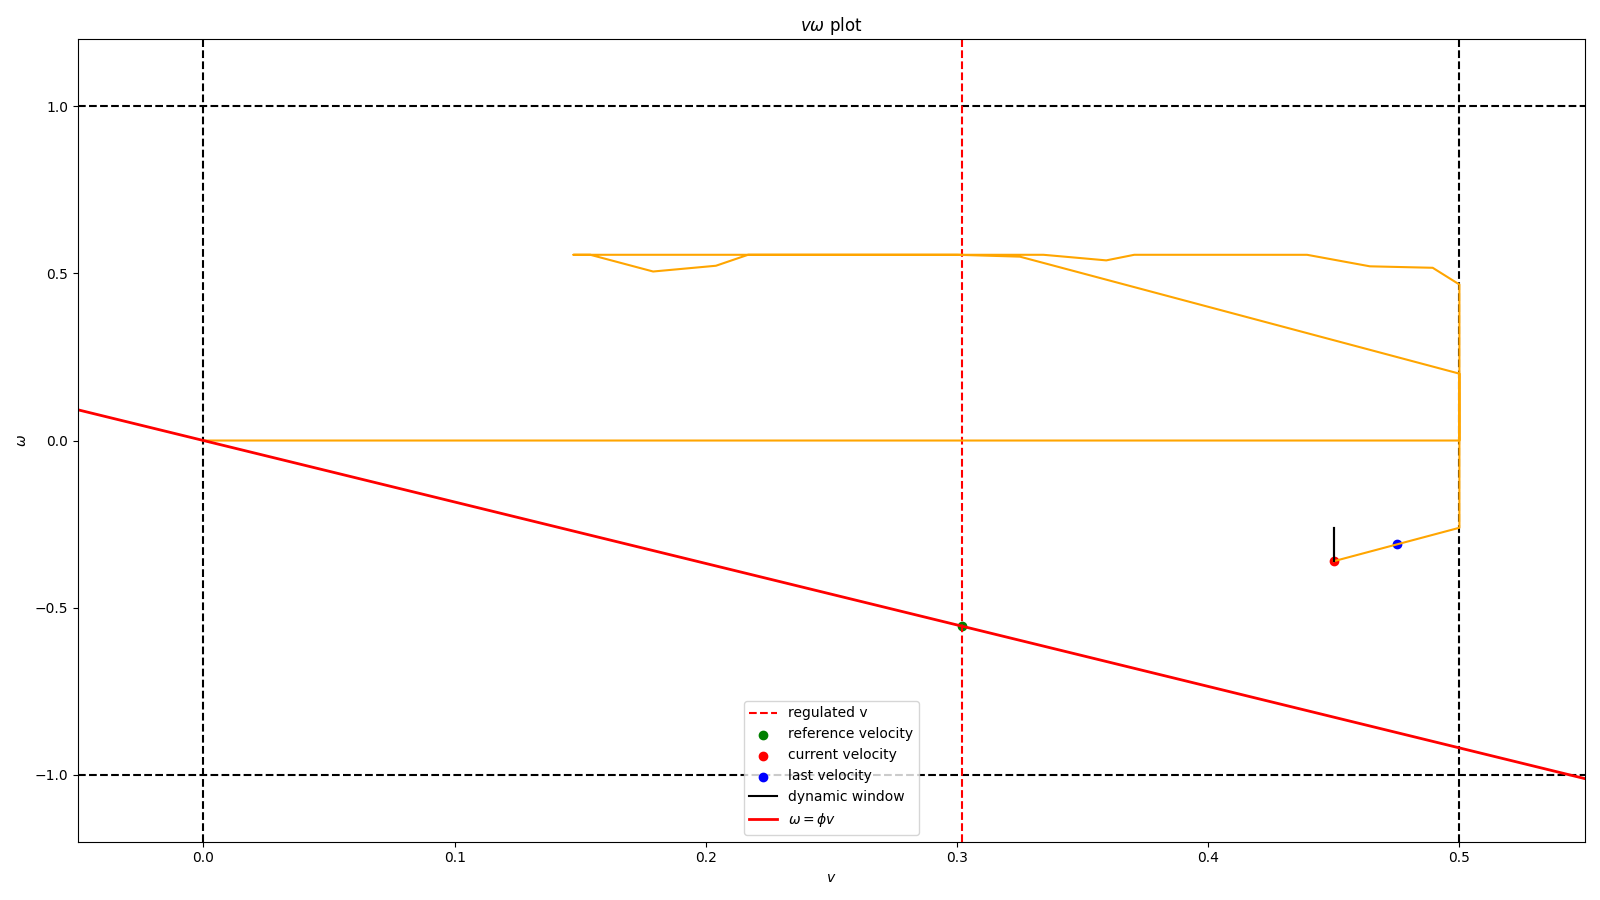 vω plot
1.0
0.5
0.0
−0.5
−1.0
ω
0.0 0.1 0.2 0.3 0.4 0.5
v
regulated v
reference velocity
current velocity
last velocity
dynamic window
ω = ϕv